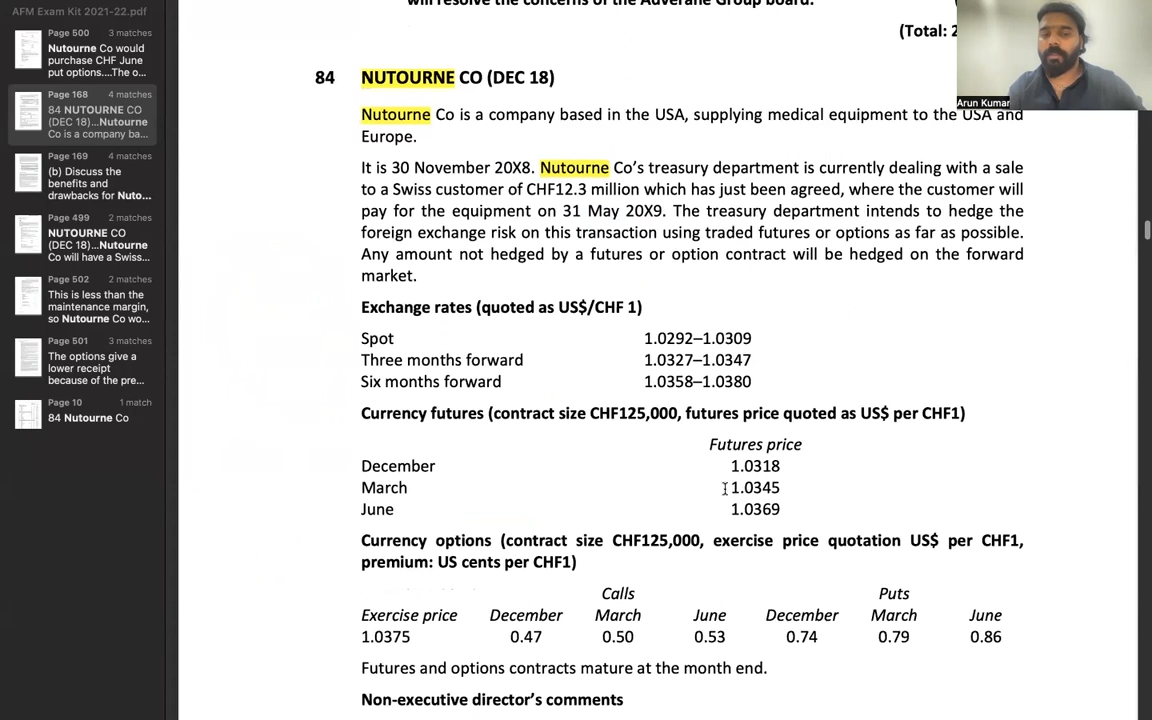 AFM Exam Kit 2021-22.pdf
Page 500 3 matches
Nutourne Co would
purchase CHF June
put options....The o...
Page 168 4 matches
84 NUTOURNE CO
(DEC 18)...Nutourne
Co is a company ba...
Page 169 4 matches
(b) Discuss the
benefits and
drawbacks for Nuto...
Page 499 2 matches
NUTOURNE CO
(DEC 18)...Nutourne
Co will have a Swiss...
Page 502 2 matches
This is less than the
maintenance margin,
so Nutourne Co wo...
Page 501 3 matches
The options give a
lower receipt
because of the pre...
Page 10 1 match
84 Nutourne Co
will resolve the concerns of the Adverane Group board.
(Total: 2
84 NUTOURNE CO (DEC 18)
Arun Kumar
Nutourne Co is a company based in the USA, supplying medical equipment to the USA and
Europe.
It is 30 November 20X8. Nutourne Co's treasury department is currently dealing with a sale
to a Swiss customer of CHF12.3 million which has just been agreed, where the customer will
pay for the equipment on 31 May 20X9. The treasury department intends to hedge the
foreign exchange risk on this transaction using traded futures or options as far as possible.
Any amount not hedged by a futures or option contract will be hedged on the forward
market.
Exchange rates (quoted as US$/CHF 1)
Spot 1.0292–1.0309
Three months forward 1.0327–1.0347
Six months forward 1.0358–1.0380
Currency futures (contract size CHF125,000, futures price quoted as US$ per CHF1)
Futures price
December 1.0318
March 1.0345
June 1.0369
Currency options (contract size CHF125,000, exercise price quotation US$ per CHF1,
premium: US cents per CHF1)
Calls Puts
Exercise price December March June December March June
1.0375 0.47 0.50 0.53 0.74 0.79 0.86
Futures and options contracts mature at the month end.
Non-executive director's comments